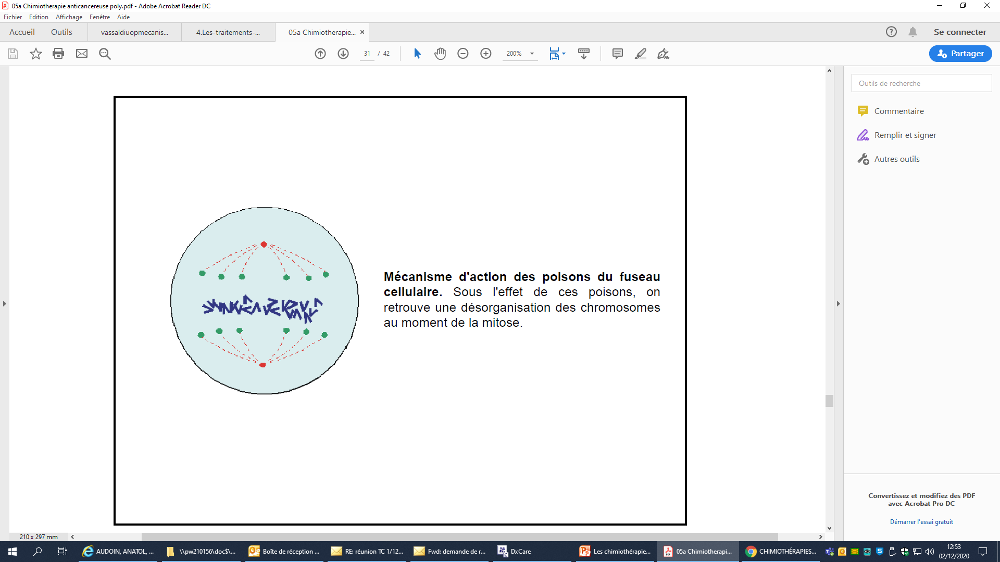 05a Chimiotherapie anticancereuse poly.pdf - Adobe Acrobat Reader DC
Fichier Edition Affichage Fenêtre Aide
Accueil Outils vassaldiuopmecanis... 4.Les-traitements-... 05a Chimiotherapie... Se connecter
31 / 42 200% Partager
Outils de recherche
Commentaire
Remplir et signer
Autres outils
Mécanisme d'action des poisons du fuseau
cellulaire. Sous l'effet de ces poisons, on
retrouve une désorganisation des chromosomes
au moment de la mitose.
Convertissez et modifiez des PDF
avec Acrobat Pro DC
Démarrer l'essai gratuit
210 x 297 mm
AUDOIN, ANATOL, ... \\pw210156\doc$\... Boîte de réception ... RE: réunion TC 1/12... Fwd: demande de r... DxCare Les chimiothérapie... 05a Chimiotherapi... CHIMIOTHÉRAPIES... 12:53
02/12/2020